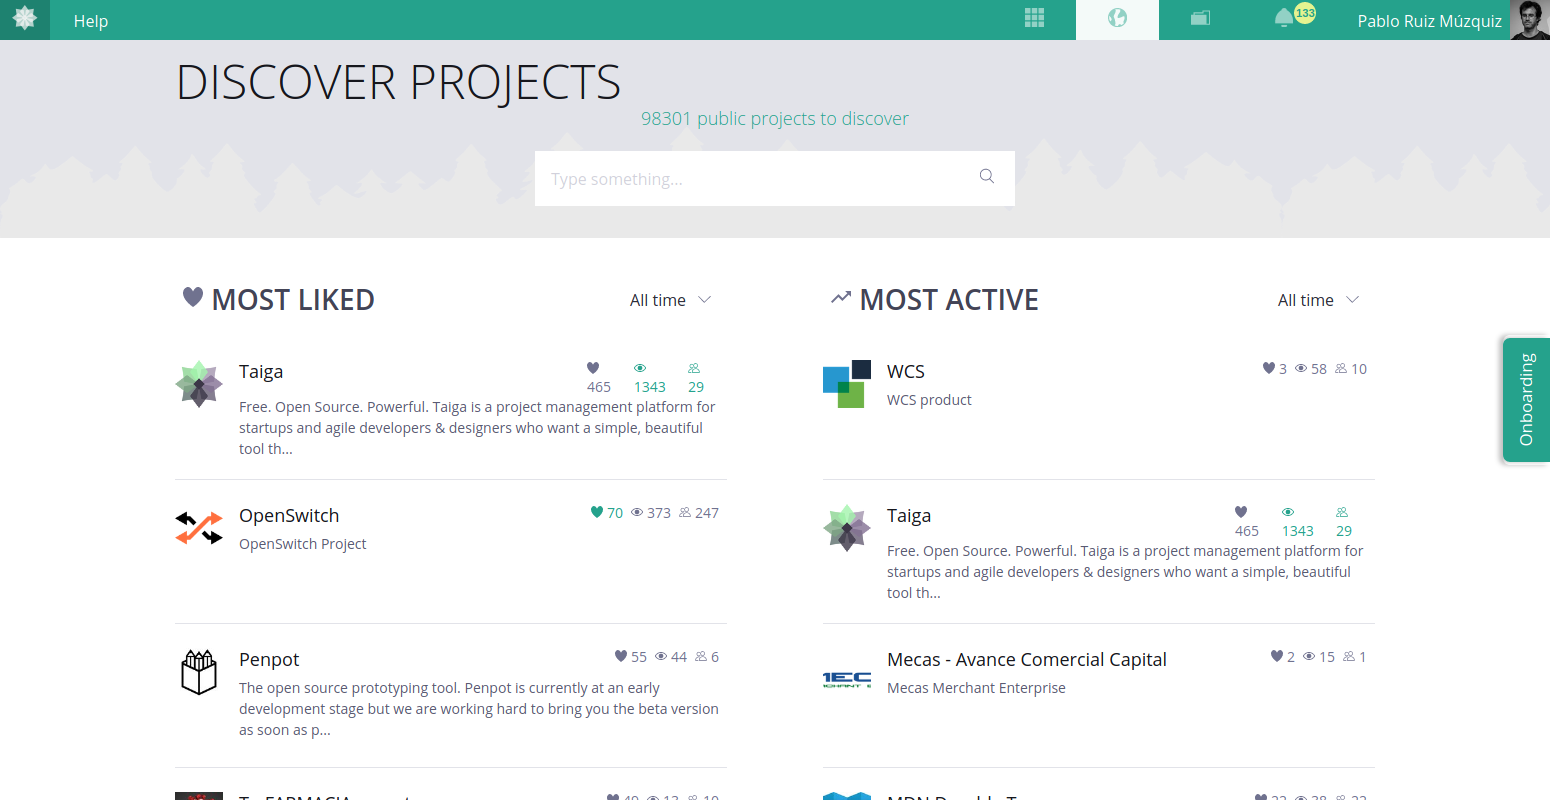 Help
133
Pablo Ruiz Múzquiz
DISCOVER PROJECTS
98301 public projects to discover
Type something...
MOST LIKED
All time
Taiga
465 1343 29
Free. Open Source. Powerful. Taiga is a project management platform for
startups and agile developers & designers who want a simple, beautiful
tool th...
OpenSwitch
70 373 247
OpenSwitch Project
Penpot
55 44 6
The open source prototyping tool. Penpot is currently at an early
development stage but we are working hard to bring you the beta version
as soon as p...
MOST ACTIVE
All time
WCS
3 58 10
WCS product
Taiga
465 1343 29
Free. Open Source. Powerful. Taiga is a project management platform for
startups and agile developers & designers who want a simple, beautiful
tool th...
Mecas - Avance Comercial Capital
2 15 1
Mecas Merchant Enterprise
Onboarding